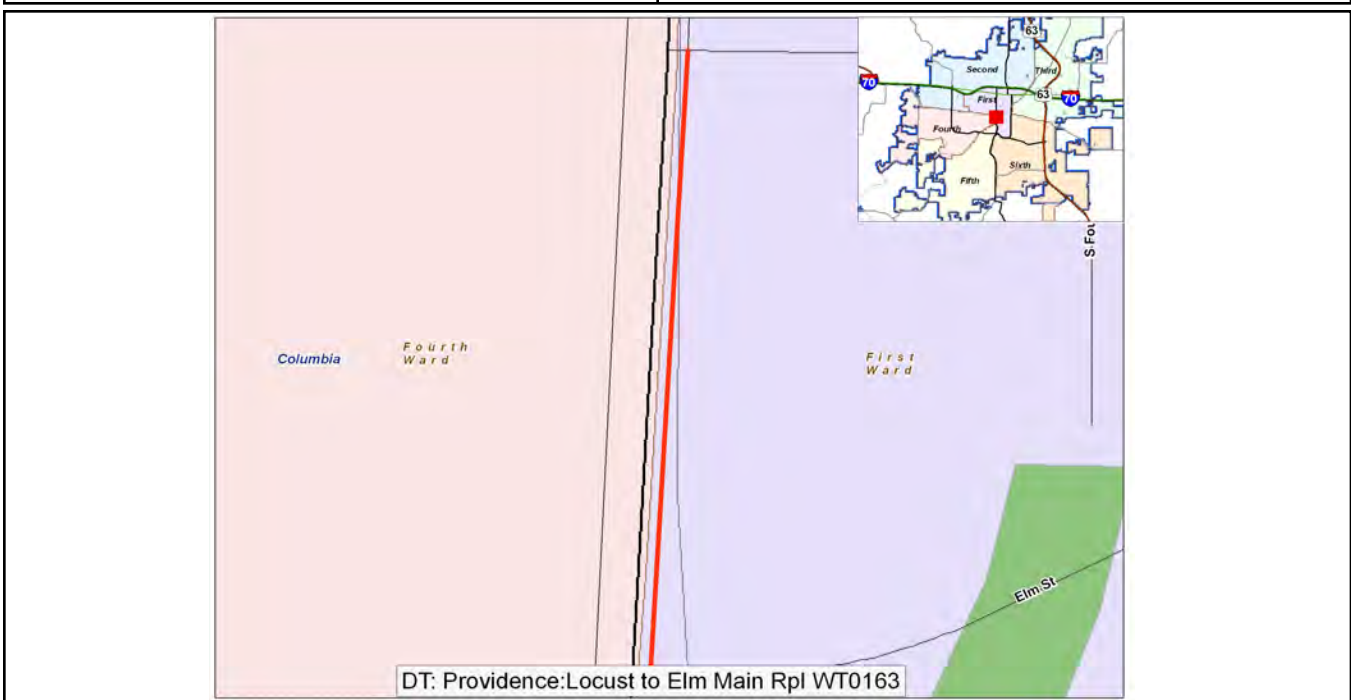 63
Second
Third
70
63
70
First
Fourth
Sixth
Fifth
S Fou
Fourth
Ward
Columbia
First
Ward
Elm St
DT: Providence:Locust to Elm Main Rpl WT0163